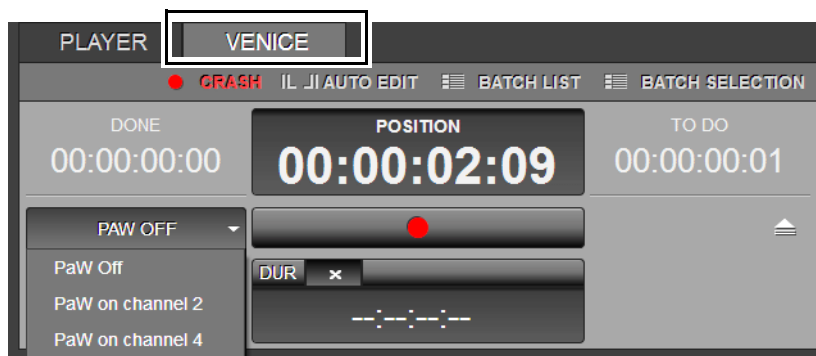 PLAYER VENICE
CRASH AUTO EDIT BATCH LIST BATCH SELECTION
DONE POSITION TO DO
00:00:00:00 00:00:02:09 00:00:00:01
PAW OFF
PaW Off
DUR ×
PaW on channel 2
--:--:--:--
PaW on channel 4